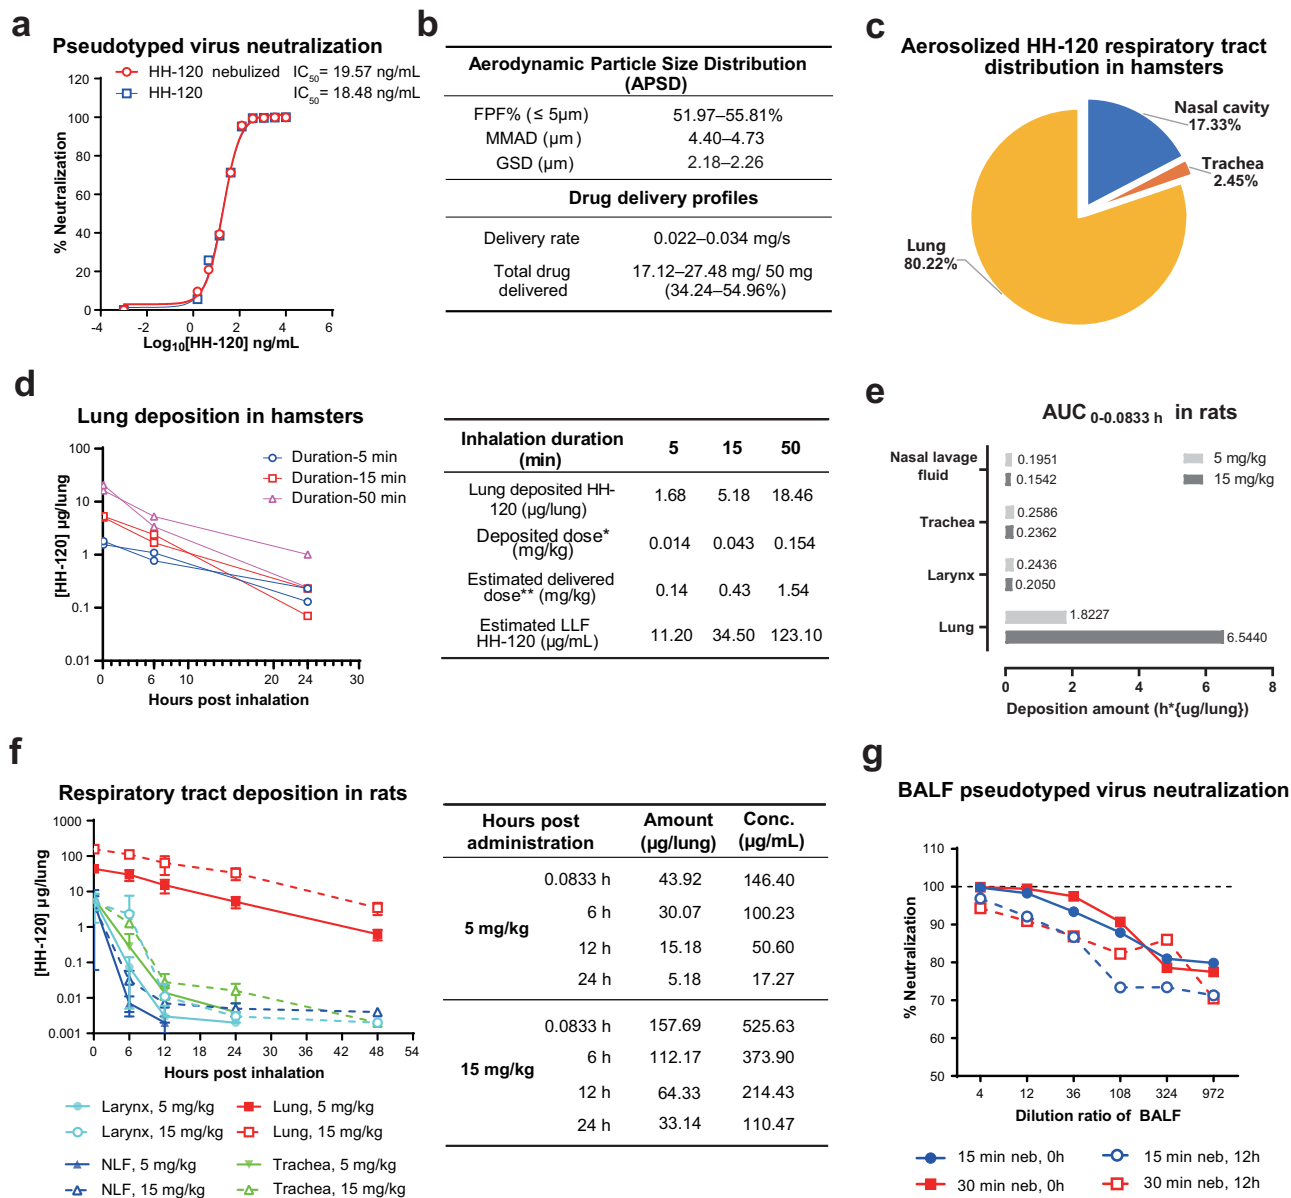 a
Pseudotyped virus neutralization
HH-120 nebulized IC50= 19.57 ng/mL
HH-120 IC50= 18.48 ng/mL
% Neutralization
120
100
80
60
40
20
0
-4 -2 0 2 4 6
Log10[HH-120] ng/mL
b
Aerodynamic Particle Size Distribution
(APSD)
FPF% (≤ 5μm) 51.97–55.81%
MMAD (μm) 4.40–4.73
GSD (μm) 2.18–2.26
Drug delivery profiles
Delivery rate 0.022–0.034 mg/s
Total drug
delivered
17.12–27.48 mg/ 50 mg
(34.24–54.96%)
c
Aerosolized HH-120 respiratory tract
distribution in hamsters
Nasal cavity
17.33%
Trachea
2.45%
Lung
80.22%
d
Lung deposition in hamsters
Duration-5 min
Duration-15 min
Duration-50 min
[HH-120] μg/lung
100
10
1
0.1
0.01
0 6 10 20 24 30
Hours post inhalation
Inhalation duration
(min)
5 15 50
Lung deposited HH-
120 (μg/lung)
1.68 5.18 18.46
Deposited dose*
(mg/kg)
0.014 0.043 0.154
Estimated delivered
dose** (mg/kg)
0.14 0.43 1.54
Estimated LLF
HH-120 (μg/mL)
11.20 34.50 123.10
e
AUC 0-0.0833 h in rats
5 mg/kg
15 mg/kg
Nasal lavage
fluid
0.1951
0.1542
Trachea
0.2586
0.2362
Larynx
0.2436
0.2050
Lung
1.8227
6.5440
0 2 4 6 8
Deposition amount (h*{ug/lung})
f
Respiratory tract deposition in rats
[HH-120] μg/lung
1000
100
10
1
0.1
0.01
0.001
0 6 12 18 24 30 36 42 48 54
Hours post inhalation
Larynx, 5 mg/kg
Larynx, 15 mg/kg
NLF, 5 mg/kg
NLF, 15 mg/kg
Lung, 5 mg/kg
Lung, 15 mg/kg
Trachea, 5 mg/kg
Trachea, 15 mg/kg
Hours post
administration
Amount
(μg/lung)
Conc.
(μg/mL)
5 mg/kg
0.0833 h 43.92 146.40
6 h 30.07 100.23
12 h 15.18 50.60
24 h 5.18 17.27
15 mg/kg
0.0833 h 157.69 525.63
6 h 112.17 373.90
12 h 64.33 214.43
24 h 33.14 110.47
g
BALF pseudotyped virus neutralization
% Neutralization
110
100
90
80
70
60
50
4 12 36 108 324 972
Dilution ratio of BALF
15 min neb, 0h
30 min neb, 0h
15 min neb, 12h
30 min neb, 12h